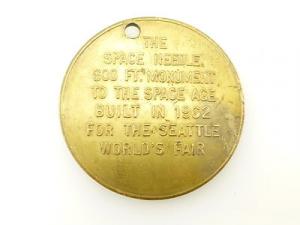 THE
SPACE NEEDLE,
600 FT. MONUMENT
TO THE SPACE AGE,
BUILT IN 1962
FOR THE SEATTLE
WORLD'S FAIR